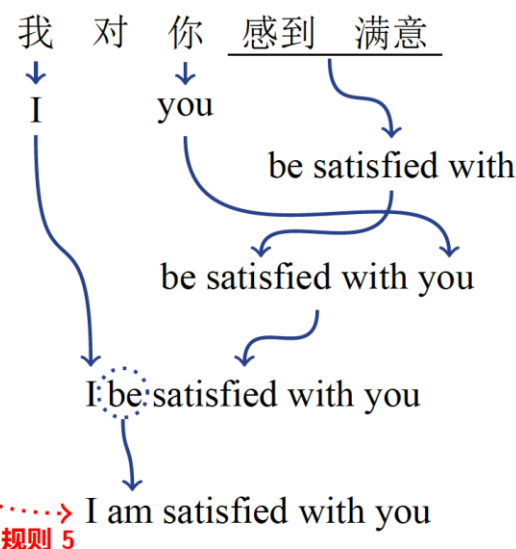 我 对 你 感到 满意
I you
be satisfied with
be satisfied with you
I be satisfied with you
I am satisfied with you
规则 5